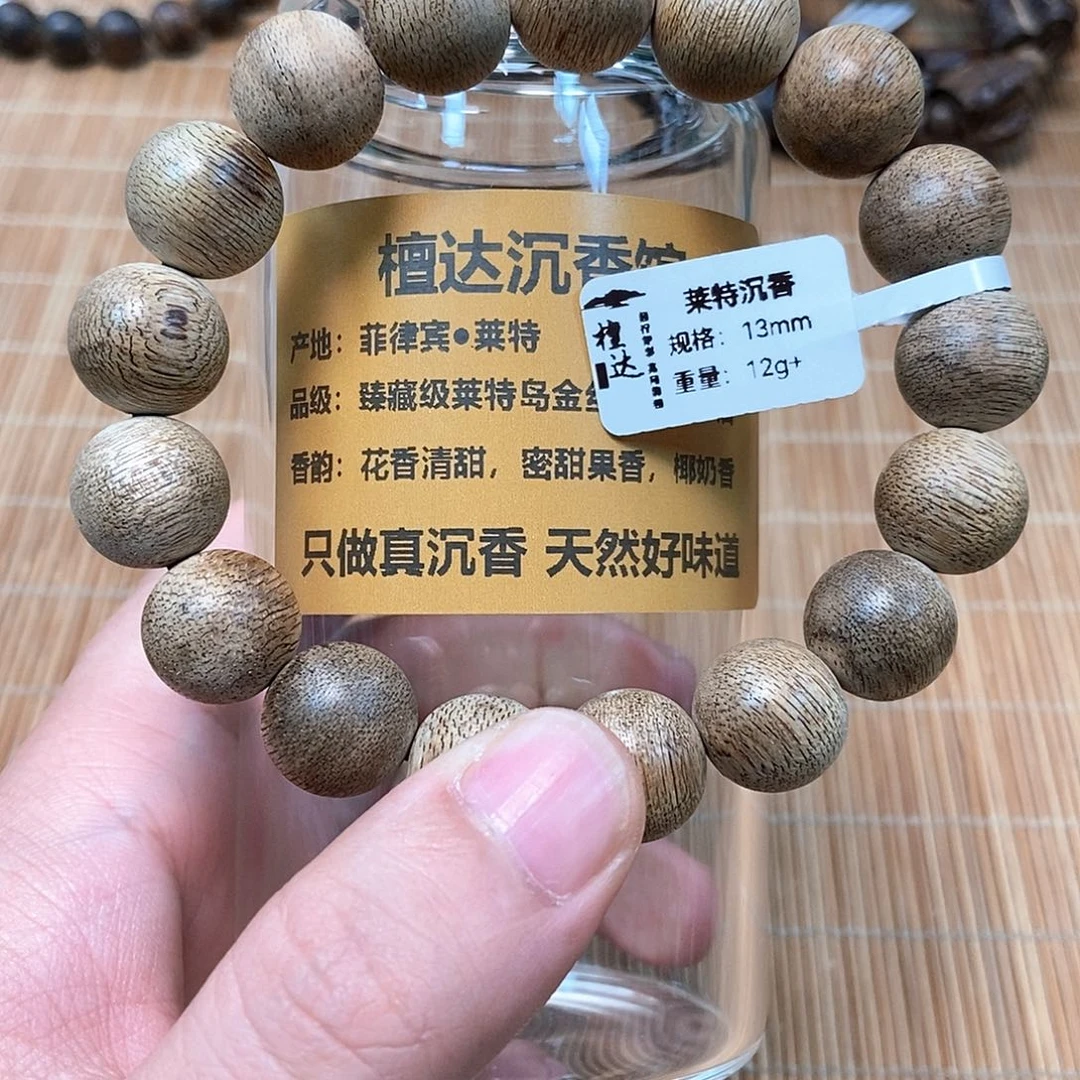 檀达沉香馆
产地：菲律宾•莱特
品级：臻藏级莱特鸟金丝
香韵：花香清甜，密甜果香，椰奶香
只做真沉香 天然好味道
檀达
莱特沉香
规格：13mm
重量：12g+